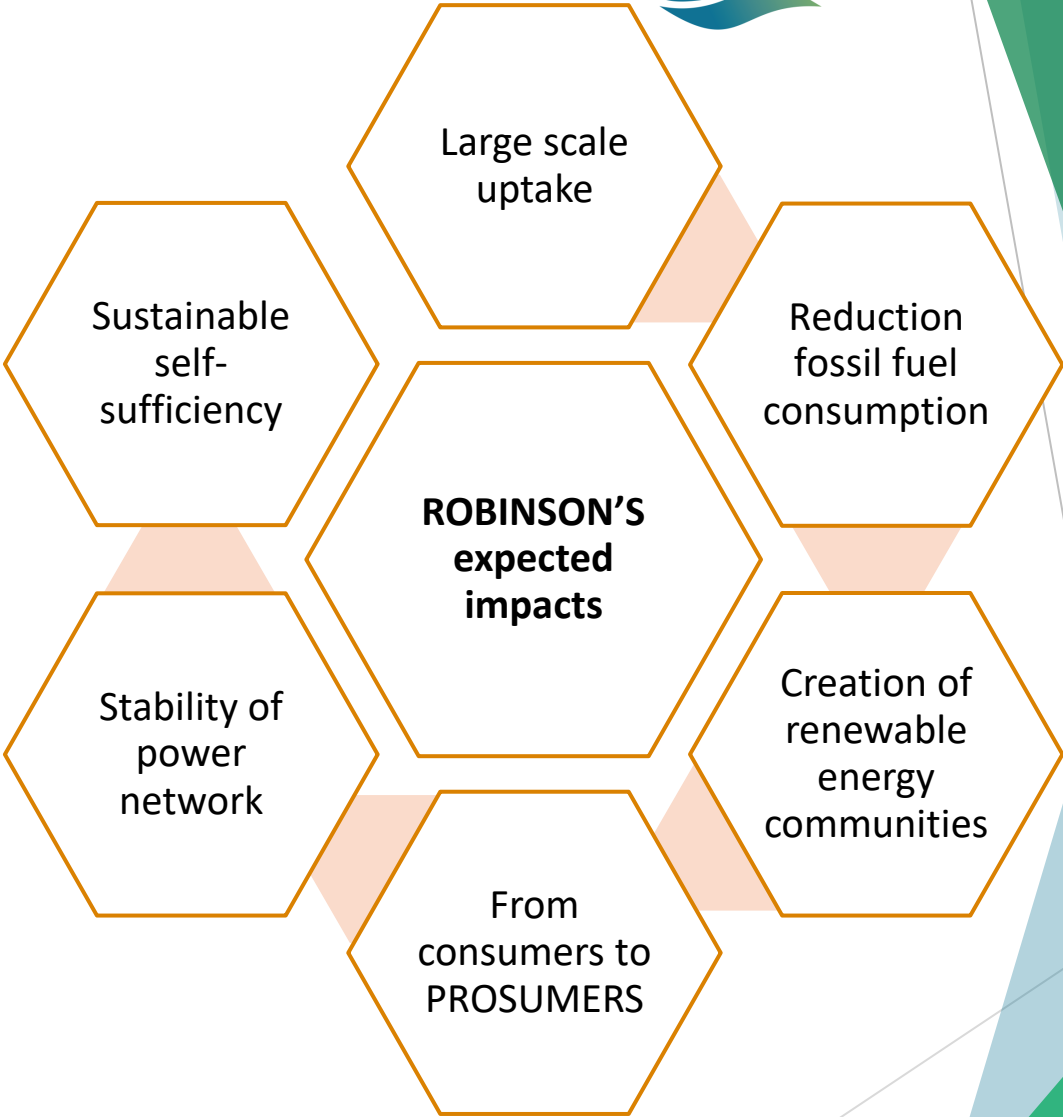 Large scale
uptake
Reduction
fossil fuel
consumption
Creation of
renewable
energy
communities
From
consumers to
PROSUMERS
Stability of
power
network
Sustainable
self-
sufficiency
ROBINSON’S
expected
impacts